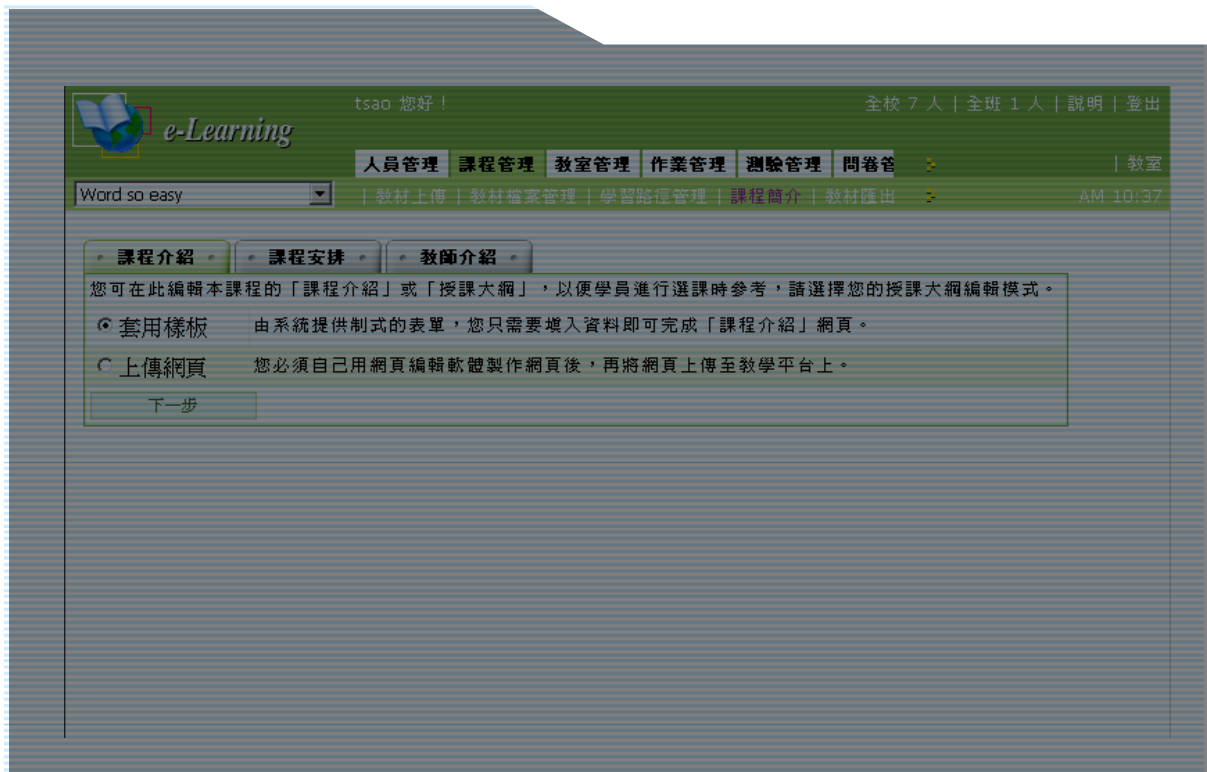 tsao 您好！ 全校 7 人 | 全班 1 人 | 說明 | 登出
e-Learning
人員管理 課程管理 教室管理 作業管理 測驗管理 問卷管 | 教室
Word so easy | 教材上傳 | 教材檔案管理 | 學習路徑管理 | 課程簡介 | 教材匯出 AM 10:37
課程介紹 課程安排 教師介紹
您可在此編輯本課程的「課程介紹」或「授課大綱」，以便學員進行選課時參考，請選擇您的授課大綱編輯模式。
套用樣板 由系統提供制式的表單，您只需要填入資料即可完成「課程介紹」網頁。
上傳網頁 您必須自己用網頁編輯軟體製作網頁後，再將網頁上傳至教學平台上。
下一步